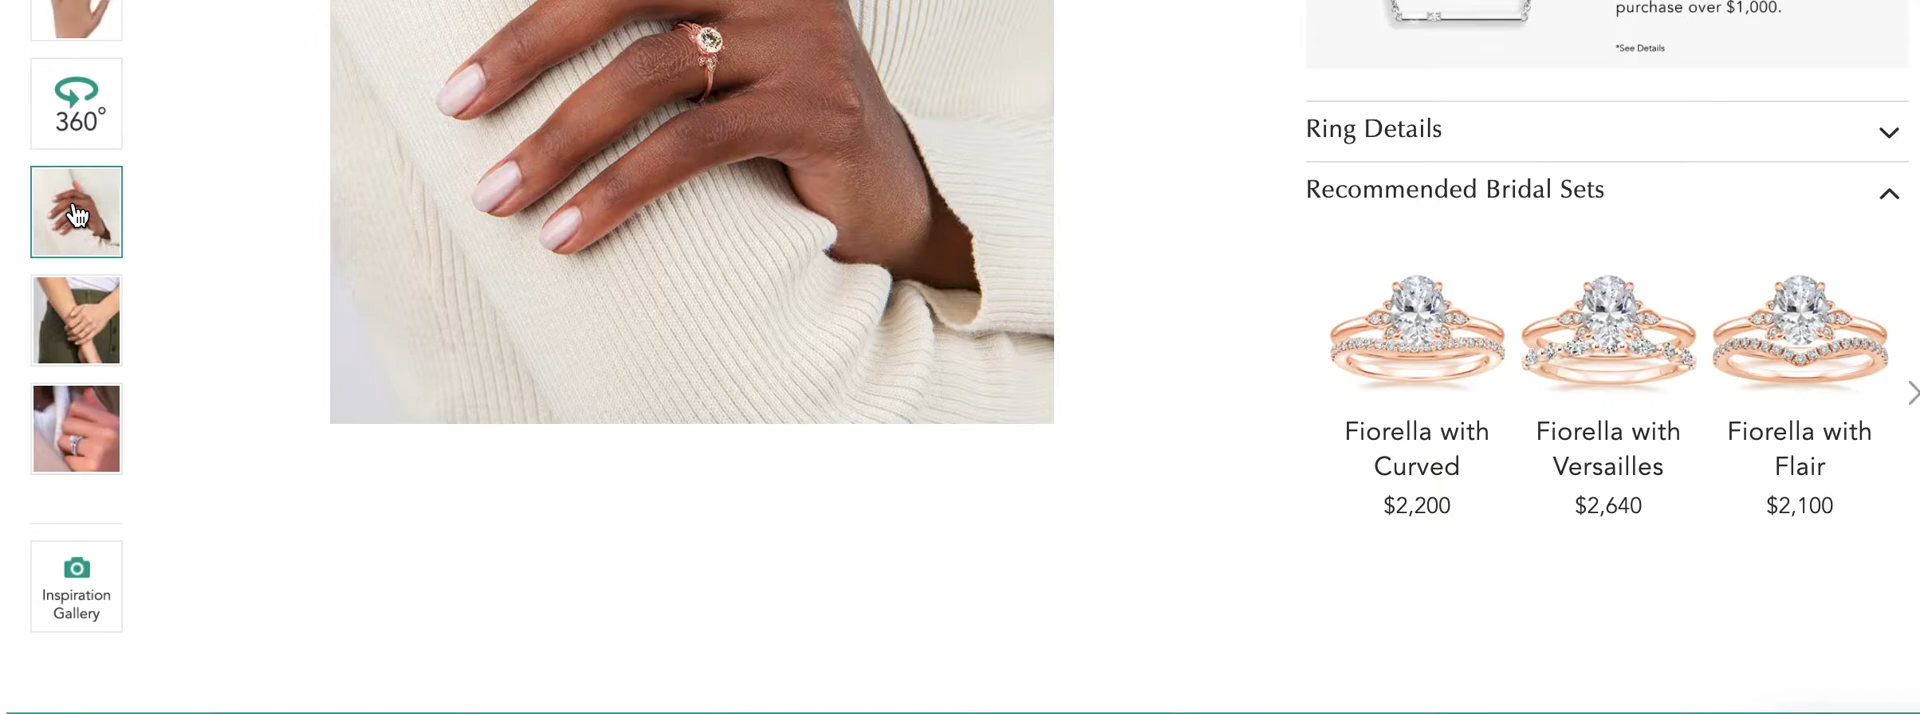 purchase over $1,000.
*See Details
360°
Ring Details
Recommended Bridal Sets
Fiorella with
Curved
$2,200
Fiorella with
Versailles
$2,640
Fiorella with
Flair
$2,100
Inspiration
Gallery